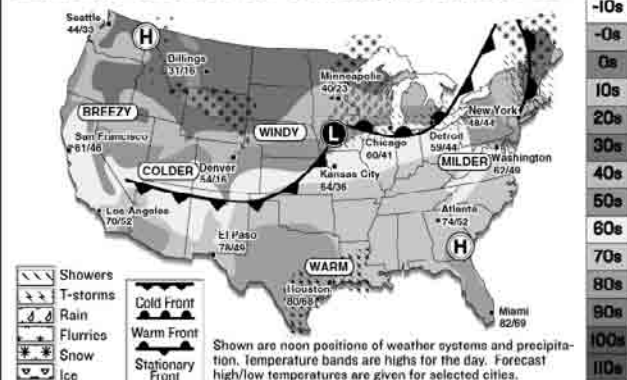 Seattle
44/33
H
Billings
31/16
Minneapolis
40/23
BREEZY
San Francisco
61/46
WINDY
L
Chicago
60/41
Detroit
59/44
New York
48/44
MILDER
Washington
62/49
COLDER
Denver
54/16
Kansas City
64/36
Los Angeles
70/52
El Paso
78/49
Atlanta
74/52
H
WARM
Houston
80/68
Miami
82/69
Showers
T-storms
Rain
Flurries
Snow
Ice
Cold Front
Warm Front
Stationary
Front
Shown are noon positions of weather systems and precipita-
tion. Temperature bands are highs for the day. Forecast
high/low temperatures are given for selected cities.
-10s
-0s
0s
10s
20s
30s
40s
50s
60s
70s
80s
90s
100s
110s